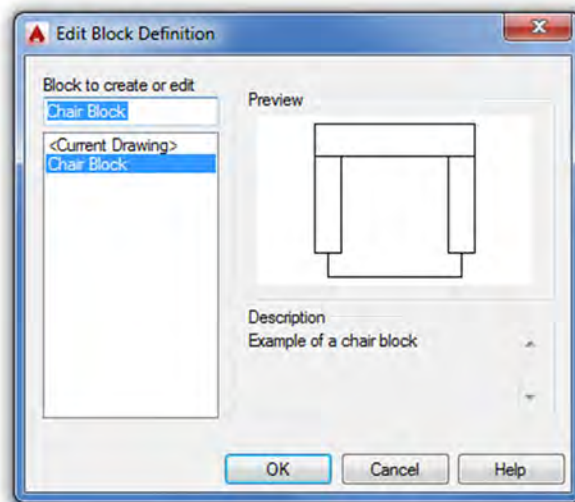 Edit Block Definition
Block to create or edit
Chair Block
<Current Drawing>
Chair Block
Preview
Description
Example of a chair block
OK
Cancel
Help